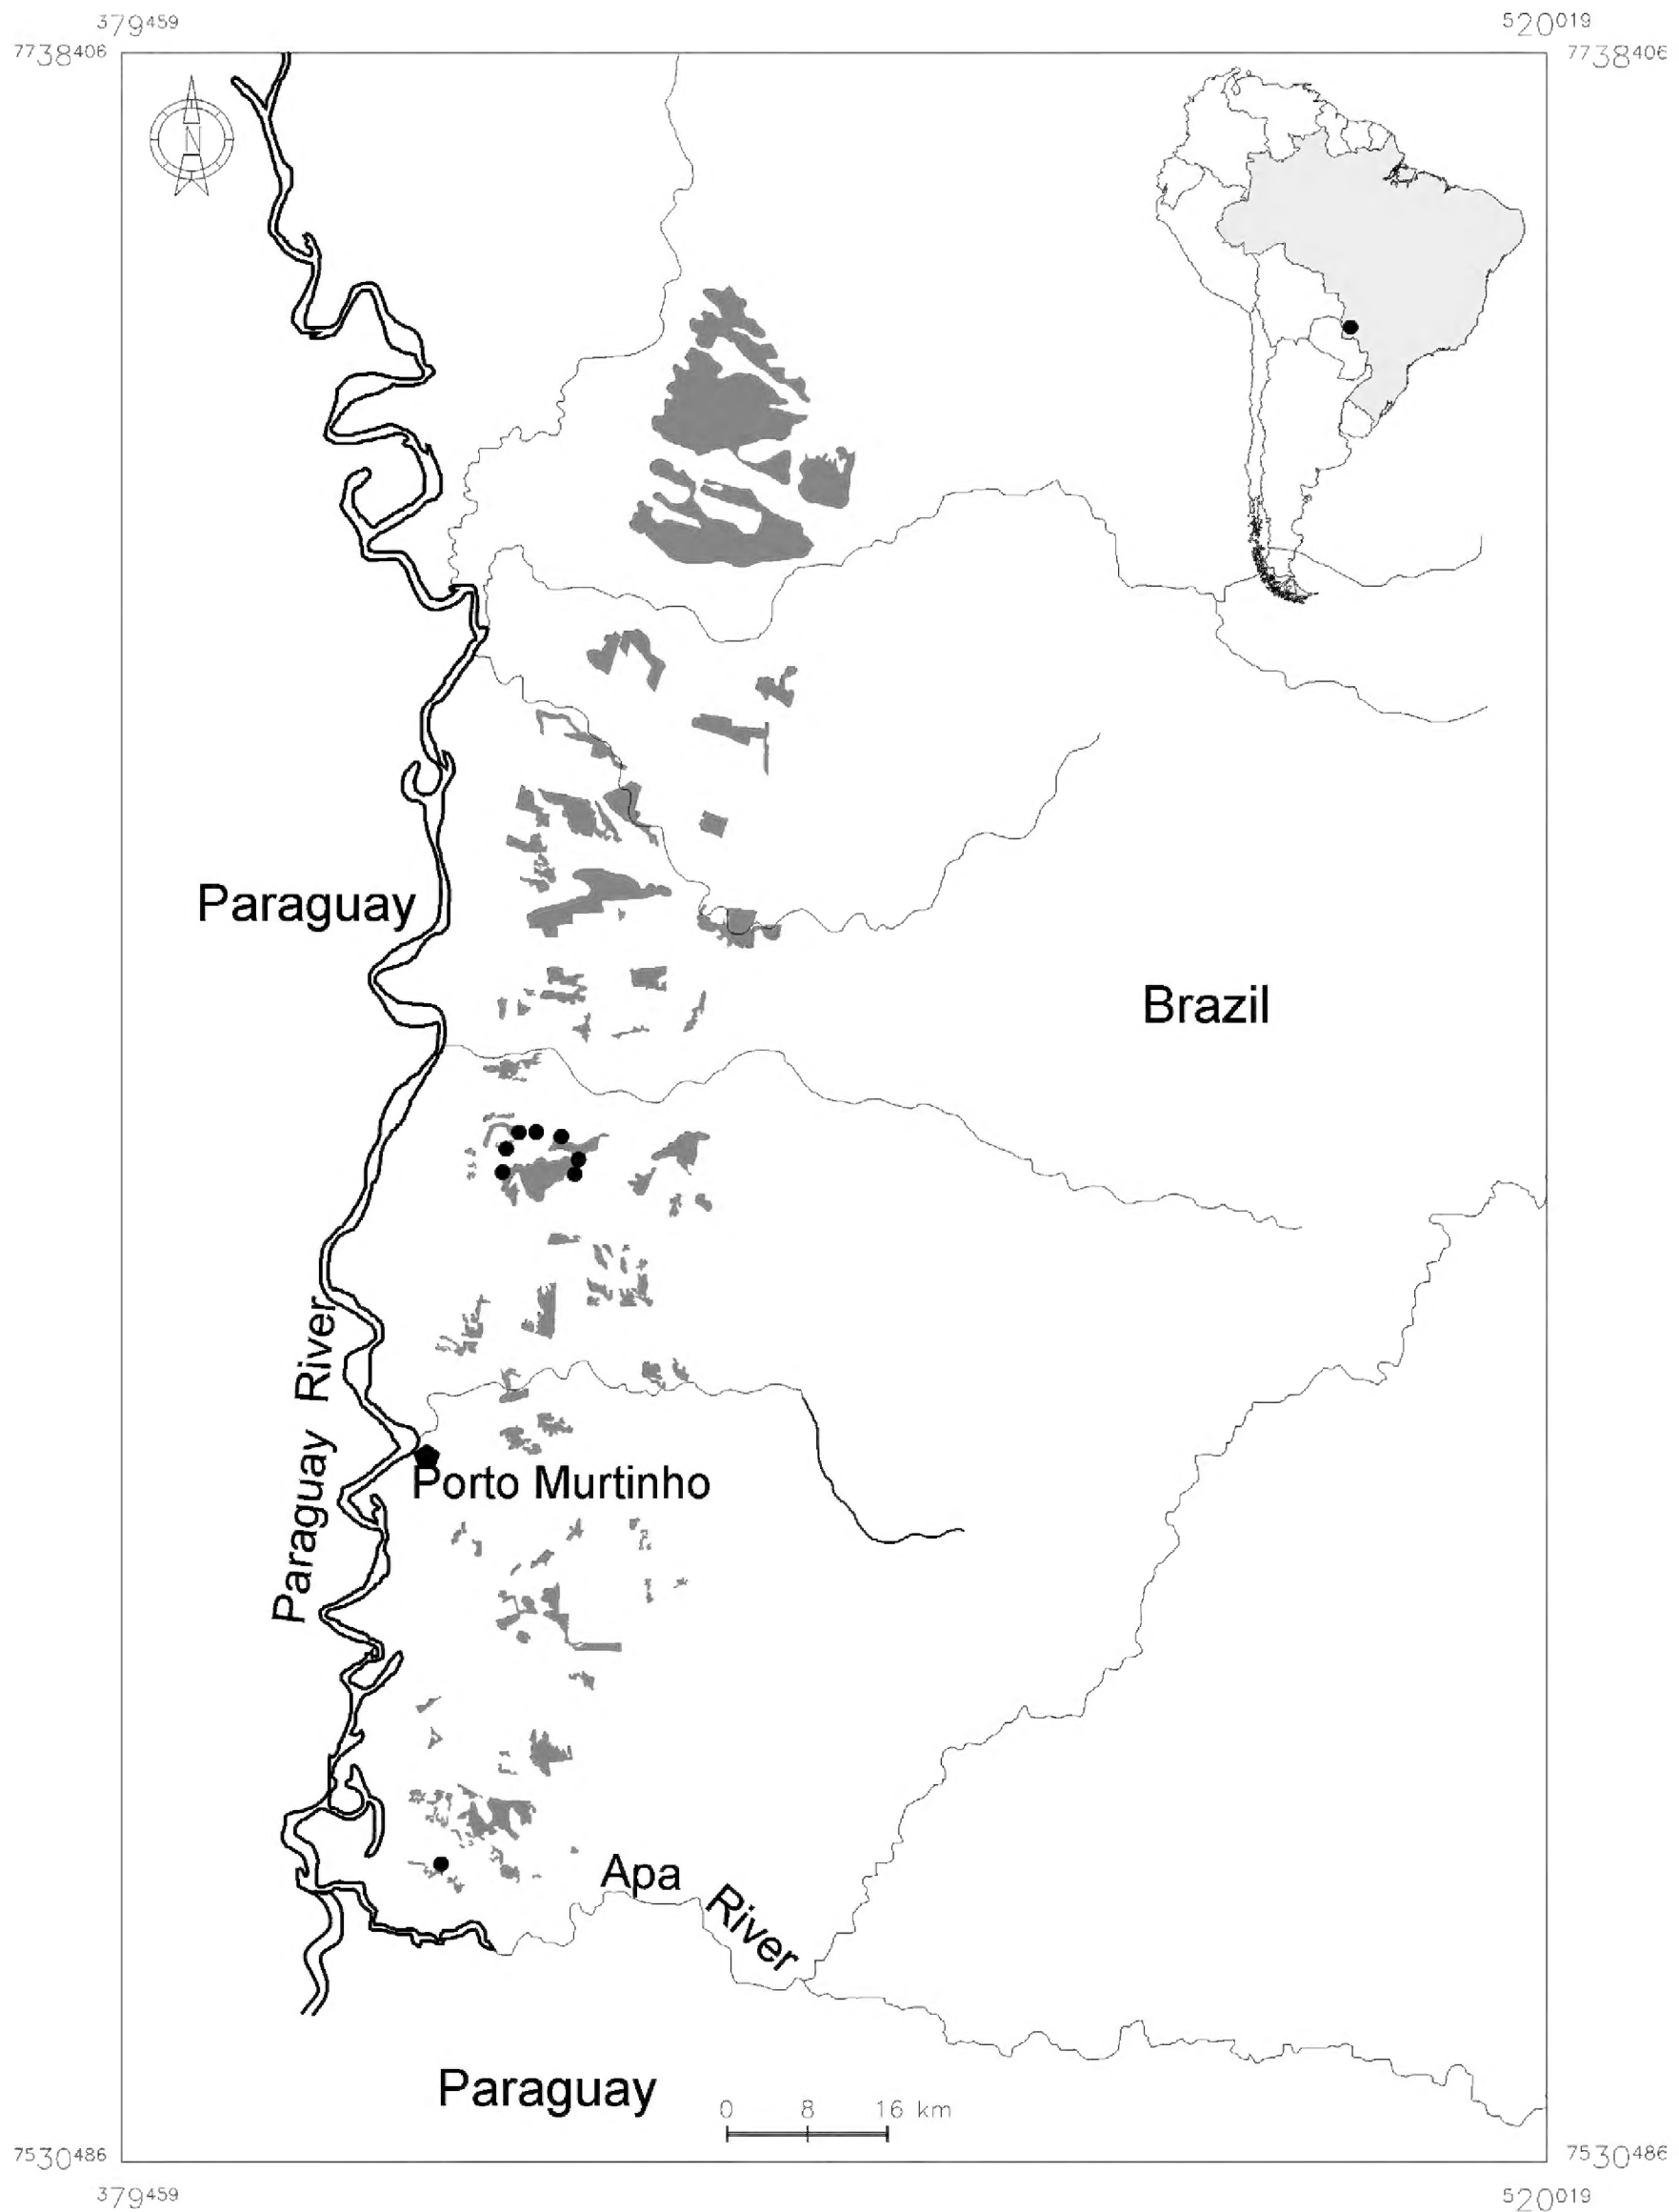 379459
520019
7738406
7738406
N
Paraguay
Brazil
Paraguay River
Porto Murtinho
Apa
River
Paraguay
0 8 16 km
7530486
7530486
379459
520019